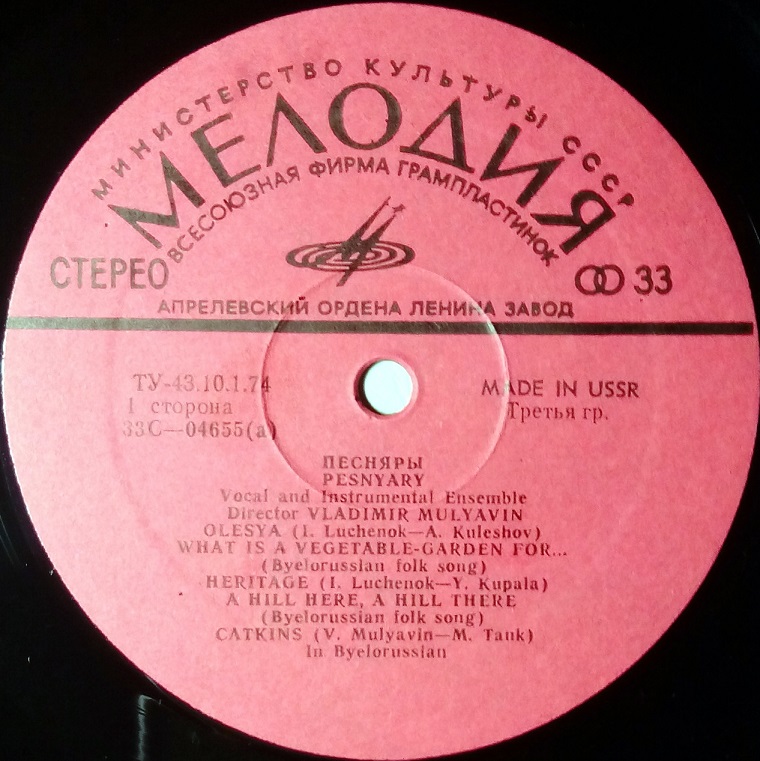 МИНИСТЕРСТВО КУЛЬТУРЫ СССР
МЕЛОДИЯ
ВСЕСОЮЗНАЯ ФИРМА ГРАМПЛАСТИНОК
СТЕРЕО
33
АПРЕЛЕВСКИЙ ОРДЕНА ЛЕНИНА ЗАВОД
ТУ-43.10.1.74
MADE IN USSR
1 сторона
Третья гр.
33С—04655(а)
ПЕСНЯРЫ
PESNYARY
Vocal and Instrumental Ensemble
Director VLADIMIR MULYAVIN
OLESYA (I. Luchenok—A. Kuleshov)
WHAT IS A VEGETABLE-GARDEN FOR...
(Byelorussian folk song)
HERITAGE (I. Luchenok—Y. Kupala)
A HILL HERE, A HILL THERE
(Byelorussian folk song)
CATKINS (V. Mulyavin—M. Tank)
In Byelorussian